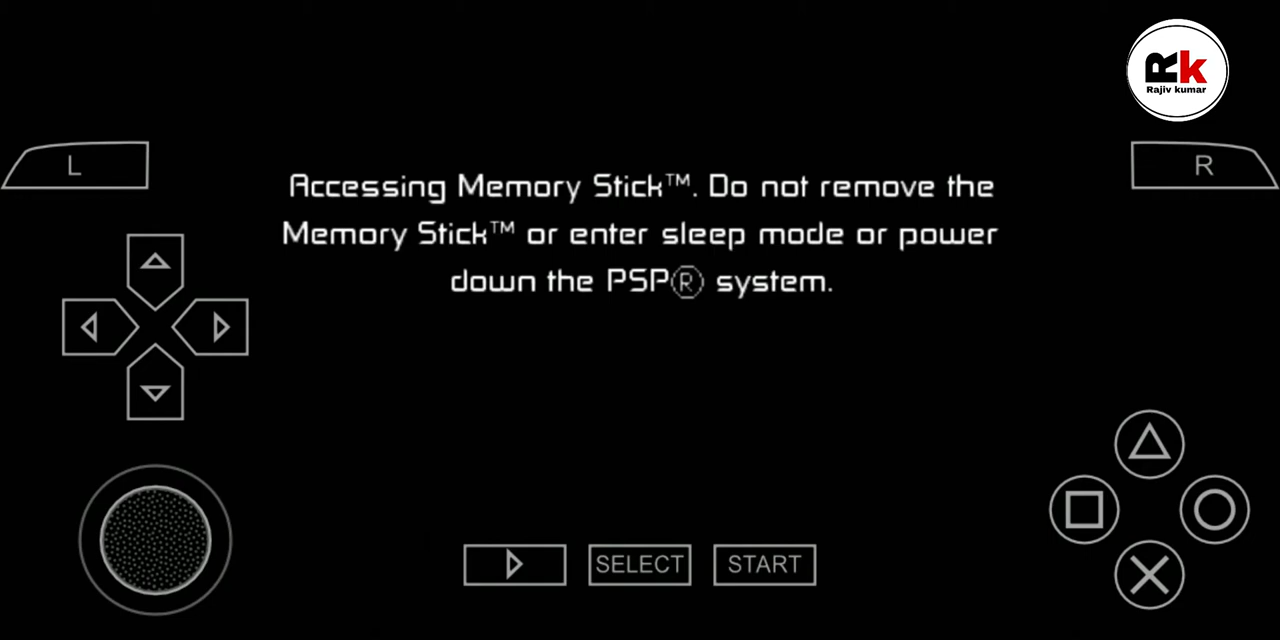 Rk
Rajiv kumar
L
R
Accessing Memory Stick™. Do not remove the
Memory Stick™ or enter sleep mode or power
down the PSP® system.
SELECT
START